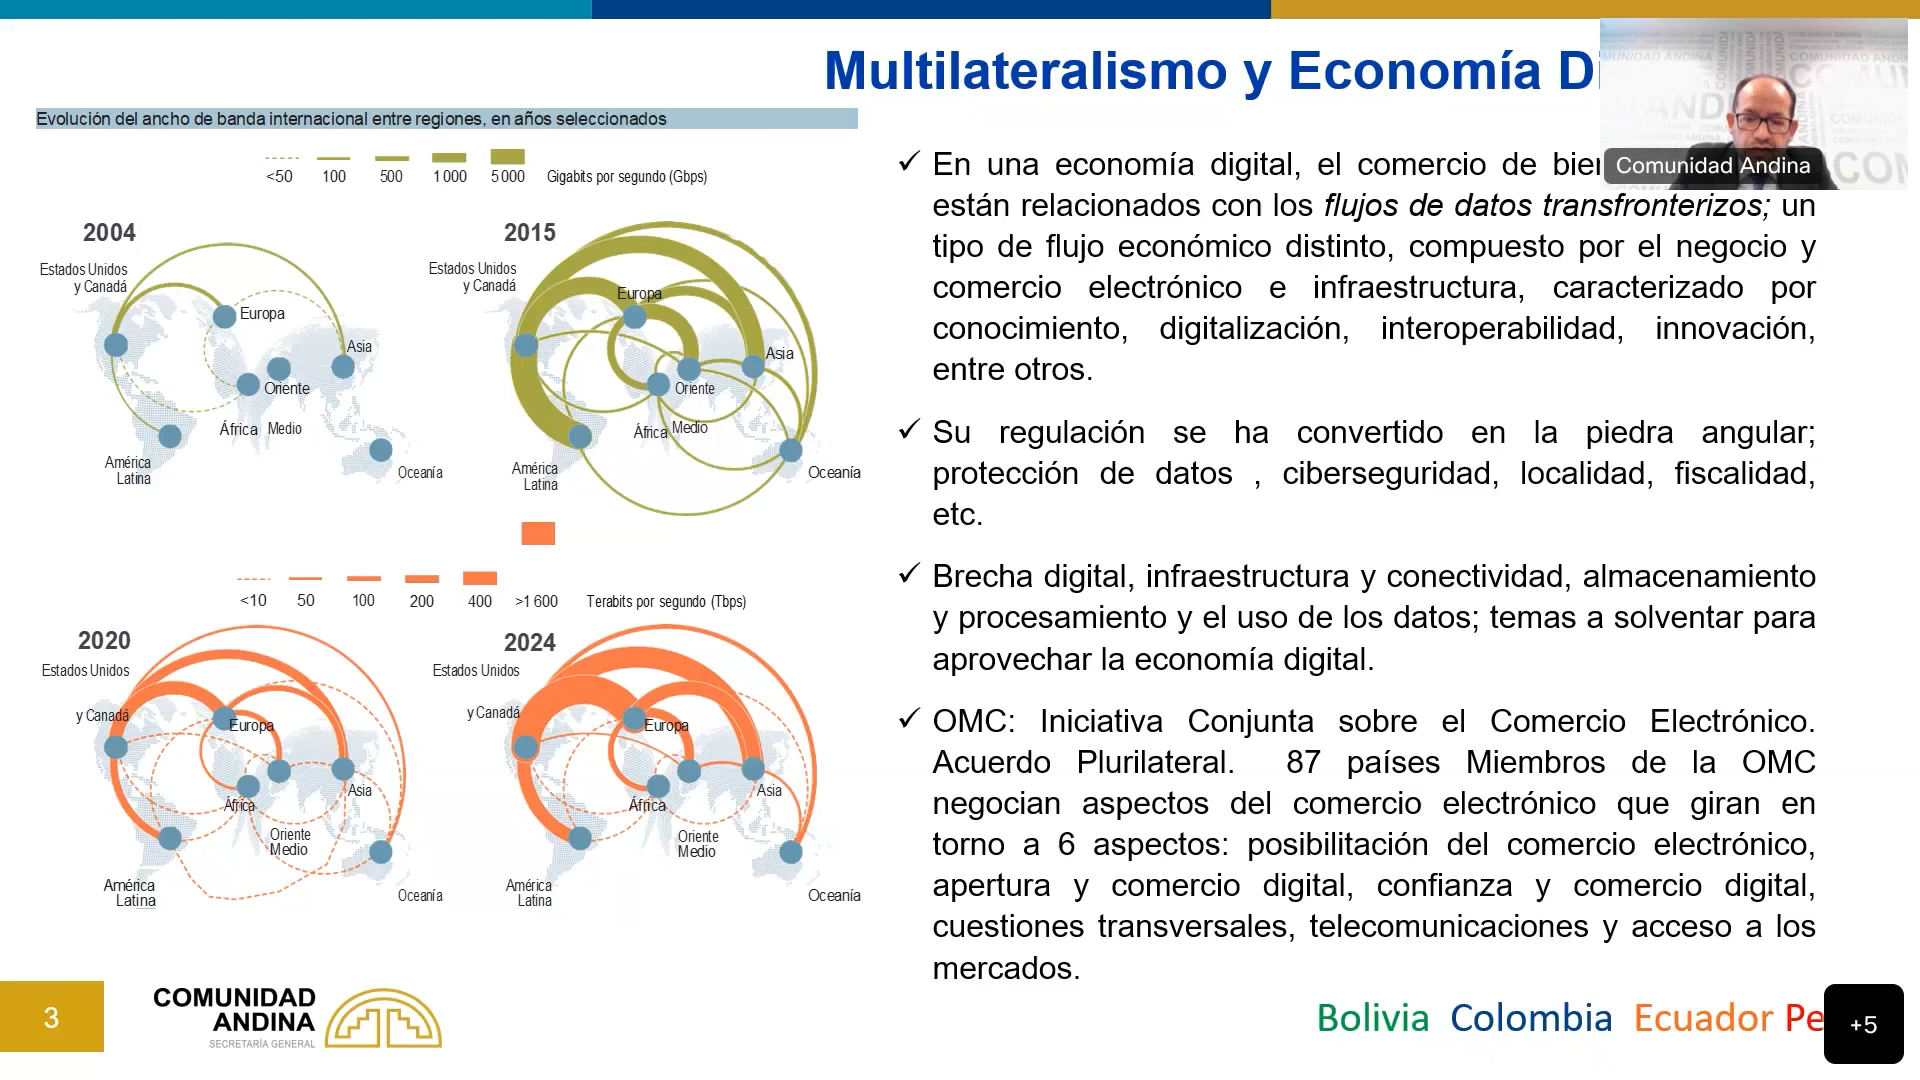 Multilateralismo y Economía
Evolución del ancho de banda internacional entre regiones, en años seleccionados
<50 100 500 1 000 5 000 Gigabits por segundo (Gbps)
2004
Estados Unidos
y Canadá
Europa
Asia
Oriente
África Medio
América
Latina
Oceanía
2015
Estados Unidos
y Canadá
Europa
Asia
Oriente
África Medio
América
Latina
Oceanía
<10 50 100 200 400 >1 600 Terabits por segundo (Tbps)
2020
Estados Unidos
y Canadá
Europa
Asia
África
Oriente
Medio
América
Latina
Oceanía
2024
Estados Unidos
y Canadá
Europa
Asia
África
Oriente
Medio
América
Latina
Oceanía
✓ En una economía digital, el comercio de
están relacionados con los flujos de datos transfronterizos; un
tipo de flujo económico distinto, compuesto por el negocio y
comercio electrónico e infraestructura, caracterizado por
conocimiento, digitalización, interoperabilidad, innovación,
entre otros.
✓ Su regulación se ha convertido en la piedra angular;
protección de datos , ciberseguridad, localidad, fiscalidad,
etc.
✓ Brecha digital, infraestructura y conectividad, almacenamiento
y procesamiento y el uso de los datos; temas a solventar para
aprovechar la economía digital.
✓ OMC: Iniciativa Conjunta sobre el Comercio Electrónico.
Acuerdo Plurilateral. 87 países Miembros de la OMC
negocian aspectos del comercio electrónico que giran en
torno a 6 aspectos: posibilitación del comercio electrónico,
apertura y comercio digital, confianza y comercio digital,
cuestiones transversales, telecomunicaciones y acceso a los
mercados.
Comunidad Andina
3
COMUNIDAD
ANDINA
SECRETARÍA GENERAL
Bolivia Colombia Ecuador Pe
+5